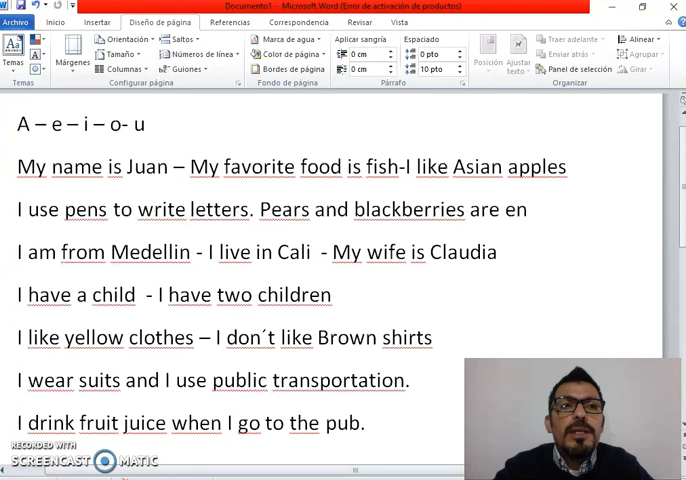 Documento1 - Microsoft Word (Error de activación de productos)
Archivo Inicio Insertar Diseño de página Referencias Correspondencia Revisar Vista
Temas
Márgenes
Orientación
Tamaño
Columnas
Saltos
Números de línea
Guiones
Marca de agua
Color de página
Bordes de página
Aplicar sangría
0 cm
0 cm
Espaciado
0 pto
10 pto
Posición
Ajustar texto
Traer adelante
Enviar atrás
Panel de selección
Alinear
Agrupar
Girar
Temas Configurar página Fondo de página Párrafo Organizar
A – e – i – o- u
My name is Juan – My favorite food is fish-I like Asian apples
I use pens to write letters. Pears and blackberries are en
I am from Medellin - I live in Cali - My wife is Claudia
I have a child - I have two children
I like yellow clothes – I don´t like Brown shirts
I wear suits and I use public transportation.
I drink fruit juice when I go to the pub.
RECORDED WITH
SCREENCAST MATIC